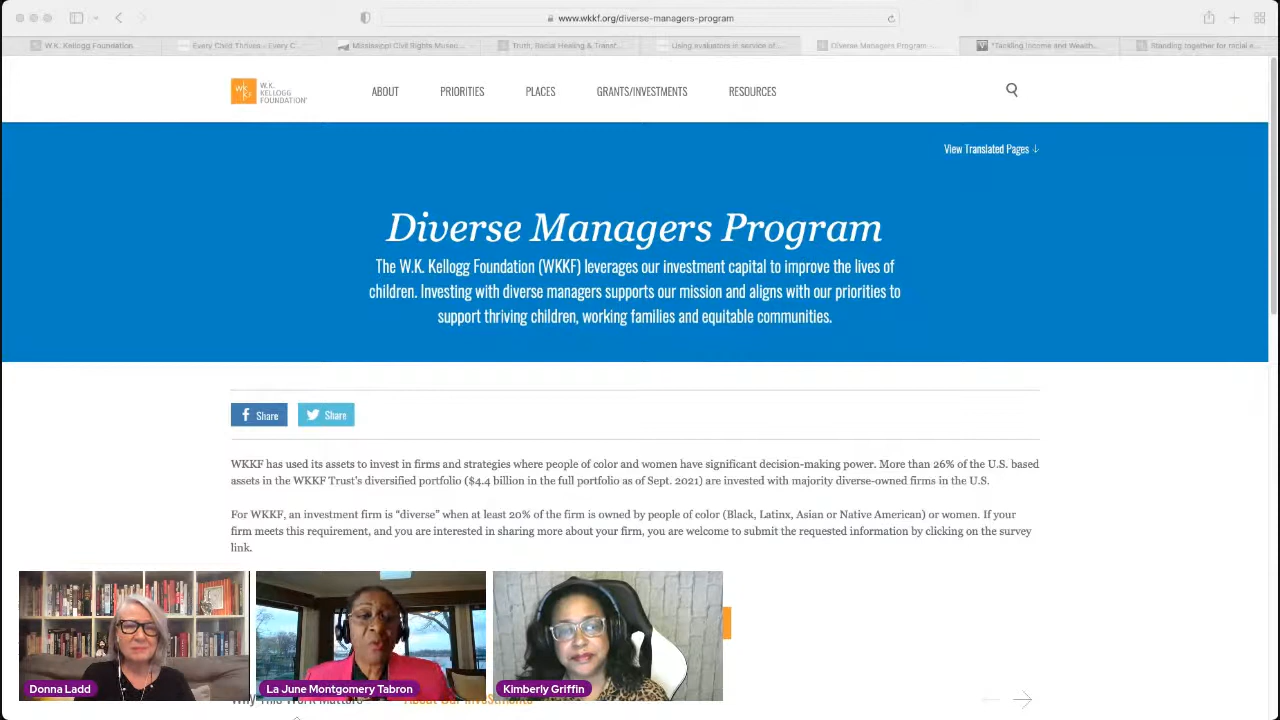 www.wkkf.org/diverse-managers-program
W. K. Kellogg Foundation
Every Child Thrives - Every C...
Mississippi Civil Rights Museu...
Truth, Racial Healing & Transf...
Using evaluators in service of...
Diverse Managers Program -...
"Tackling Income and Wealth...
Standing together for racial e...
W.K.
KELLOGG
FOUNDATION®
ABOUT
PRIORITIES
PLACES
GRANTS/INVESTMENTS
RESOURCES
View Translated Pages ↓
Diverse Managers Program
The W.K. Kellogg Foundation (WKKF) leverages our investment capital to improve the lives of
children. Investing with diverse managers supports our mission and aligns with our priorities to
support thriving children, working families and equitable communities.
Share
Share
WKKF has used its assets to invest in firms and strategies where people of color and women have significant decision-making power. More than 26% of the U.S. based
assets in the WKKF Trust's diversified portfolio ($4.4 billion in the full portfolio as of Sept. 2021) are invested with majority diverse-owned firms in the U.S.
For WKKF, an investment firm is "diverse" when at least 20% of the firm is owned by people of color (Black, Latinx, Asian or Native American) or women. If your
firm meets this requirement, and you are interested in sharing more about your firm, you are welcome to submit the requested information by clicking on the survey
link.
Donna Ladd
La June Montgomery Tabron
Kimberly Griffin
Why This Work Matters
About Our Investments